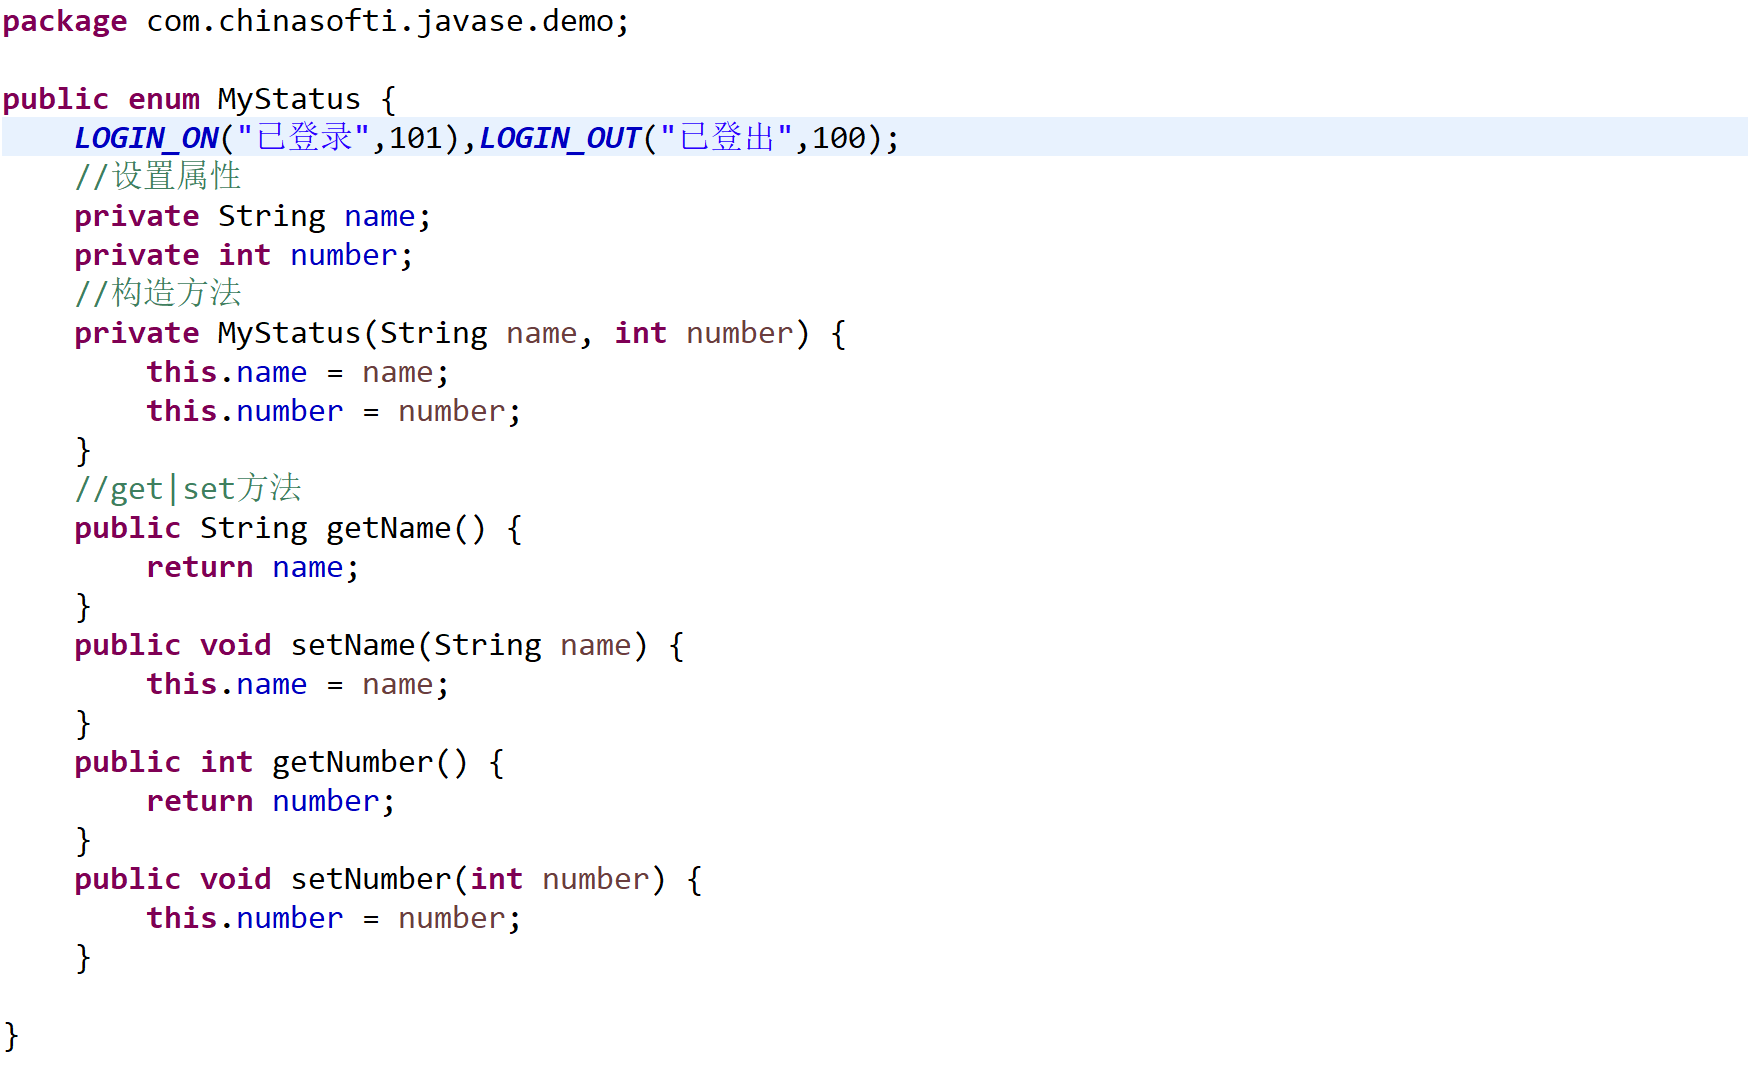 package com.chinasofti.javase.demo;
public enum MyStatus {
LOGIN_ON("已登录",101),LOGIN_OUT("已登出",100);
//设置属性
private String name;
private int number;
//构造方法
private MyStatus(String name, int number) {
this.name = name;
this.number = number;
}
//get|set方法
public String getName() {
return name;
}
public void setName(String name) {
this.name = name;
}
public int getNumber() {
return number;
}
public void setNumber(int number) {
this.number = number;
}
}